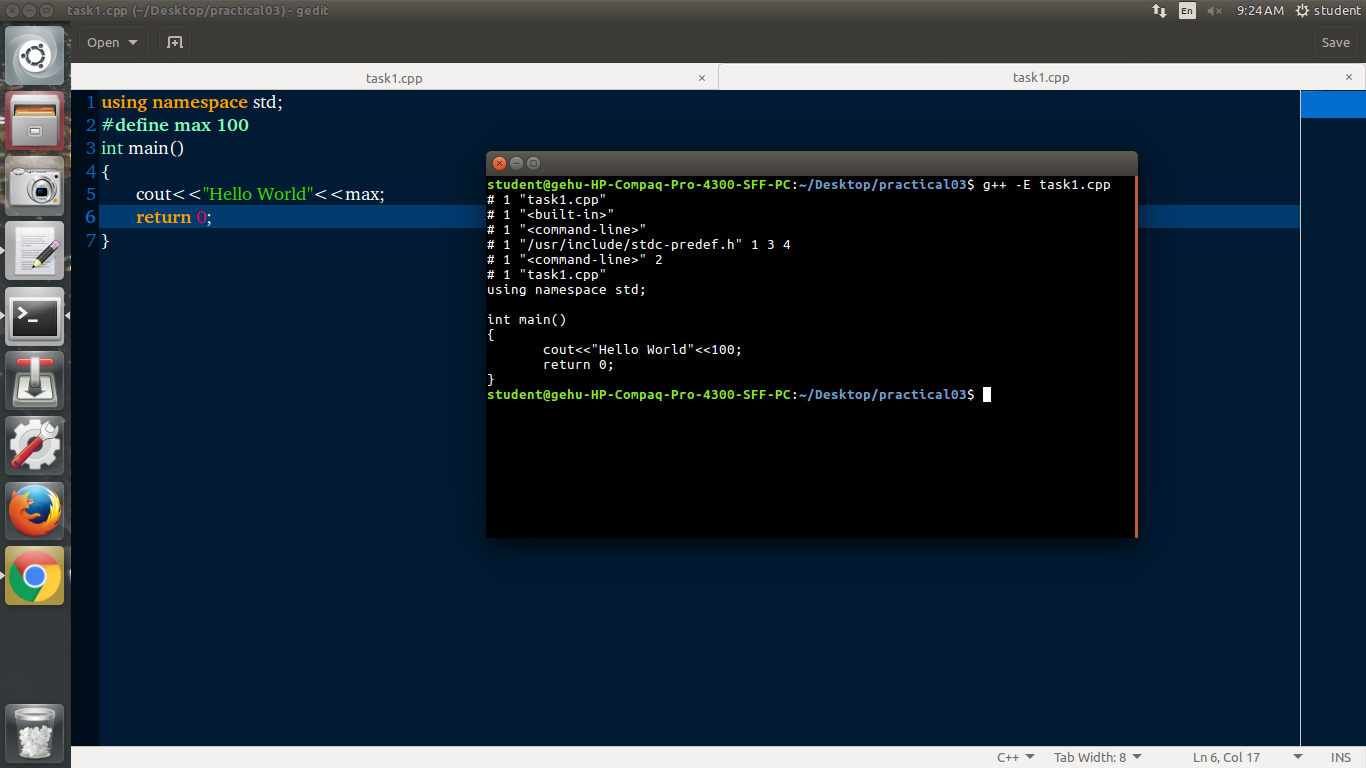 task1.cpp (~/Desktop/practical03) - gedit
En
9:24 AM
student
Open
Save
task1.cpp ×
task1.cpp ×
1 using namespace std;
2 #define max 100
3 int main()
4 {
5 cout<<"Hello World"<<max;
6 return 0;
7 }
student@gehu-HP-Compaq-Pro-4300-SFF-PC:~/Desktop/practical03$ g++ -E task1.cpp
# 1 "task1.cpp"
# 1 "<built-in>"
# 1 "<command-line>"
# 1 "/usr/include/stdc-predef.h" 1 3 4
# 1 "<command-line>" 2
# 1 "task1.cpp"
using namespace std;
int main()
{
cout<<"Hello World"<<100;
return 0;
}
student@gehu-HP-Compaq-Pro-4300-SFF-PC:~/Desktop/practical03$
C++ Tab Width: 8 Ln 6, Col 17 INS